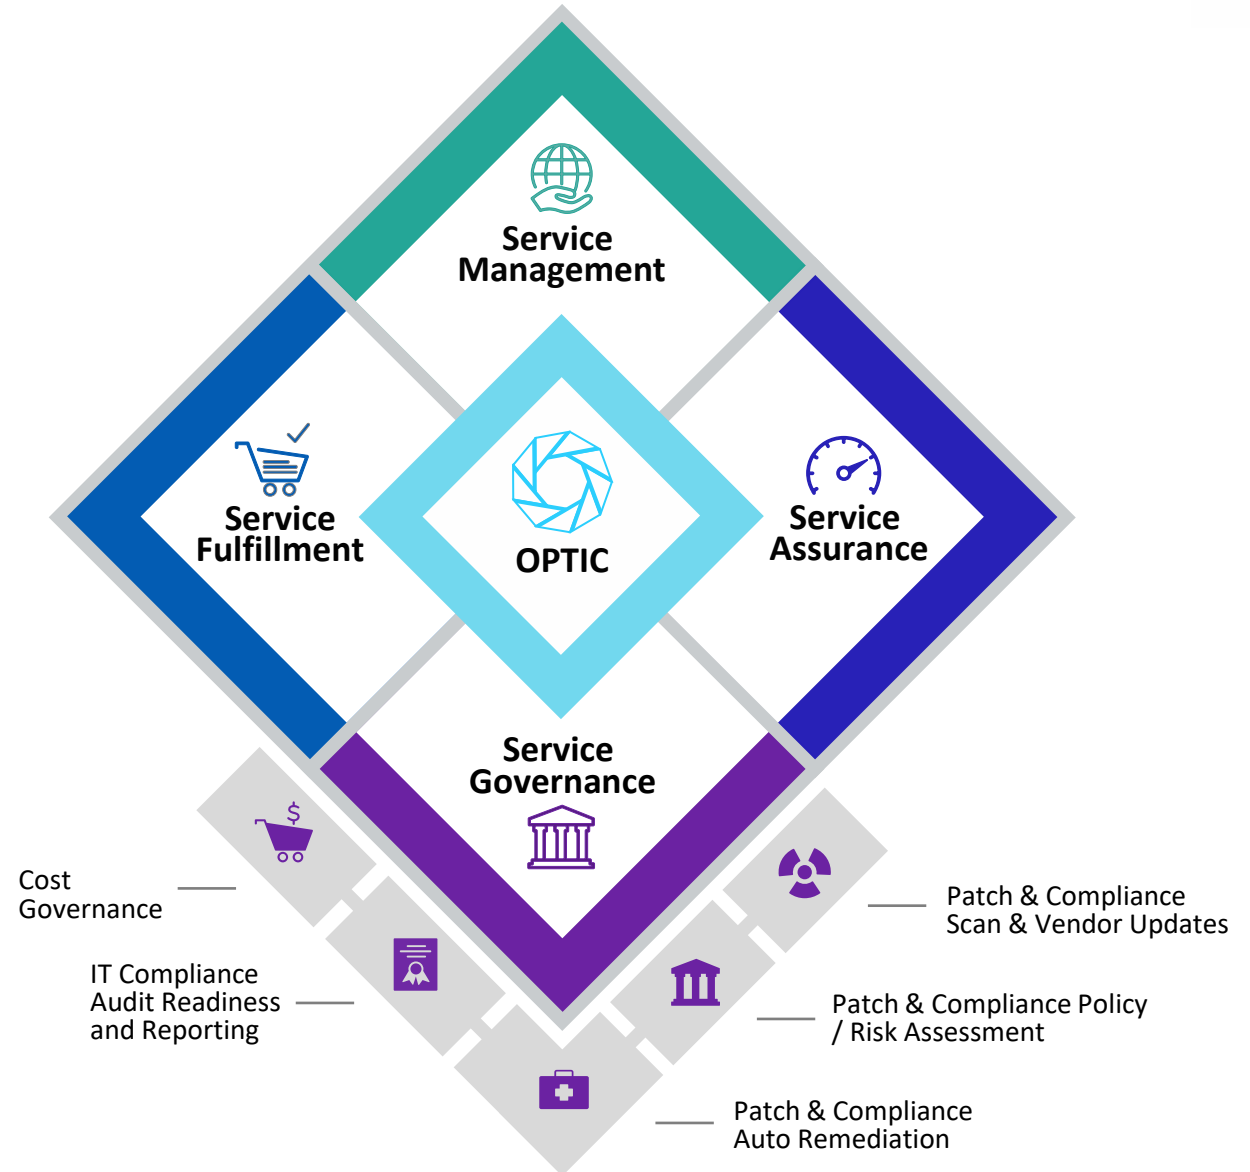 Service
Management
Service
Fulfillment
OPTIC
Service
Assurance
Service
Governance
$
Cost
Governance
IT Compliance
Audit Readiness
and Reporting
Patch & Compliance
Scan & Vendor Updates
Patch & Compliance Policy
/ Risk Assessment
Patch & Compliance
Auto Remediation